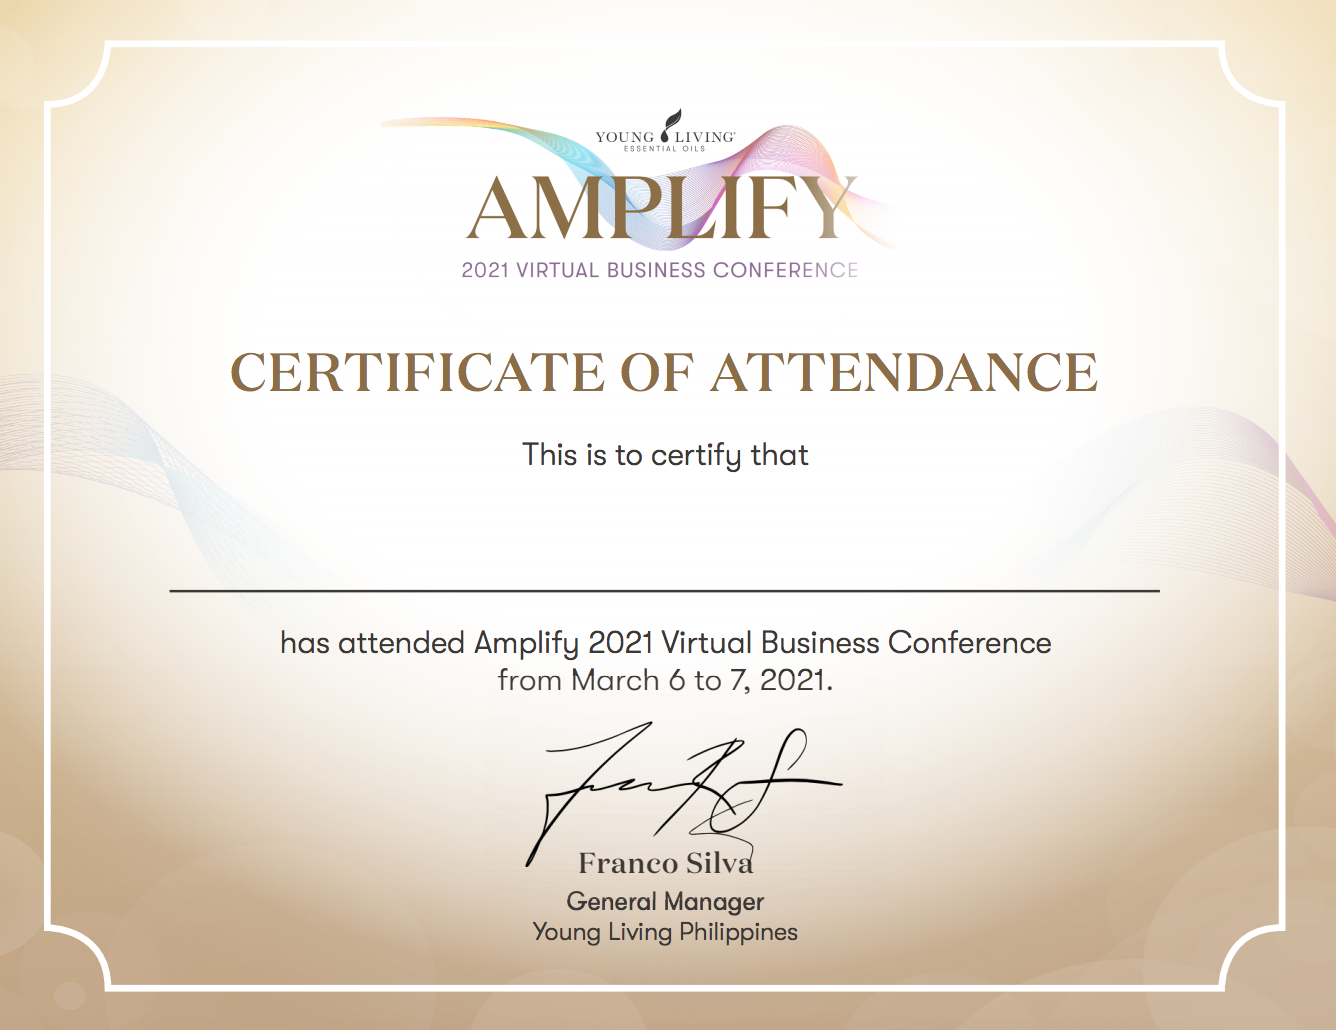 YOUNG LIVING
ESSENTIAL OILS
AMPLIFY
2021 VIRTUAL BUSINESS CONFERENCE
CERTIFICATE OF ATTENDANCE
This is to certify that
has attended Amplify 2021 Virtual Business Conference
from March 6 to 7, 2021.
Franco Silva
General Manager
Young Living Philippines